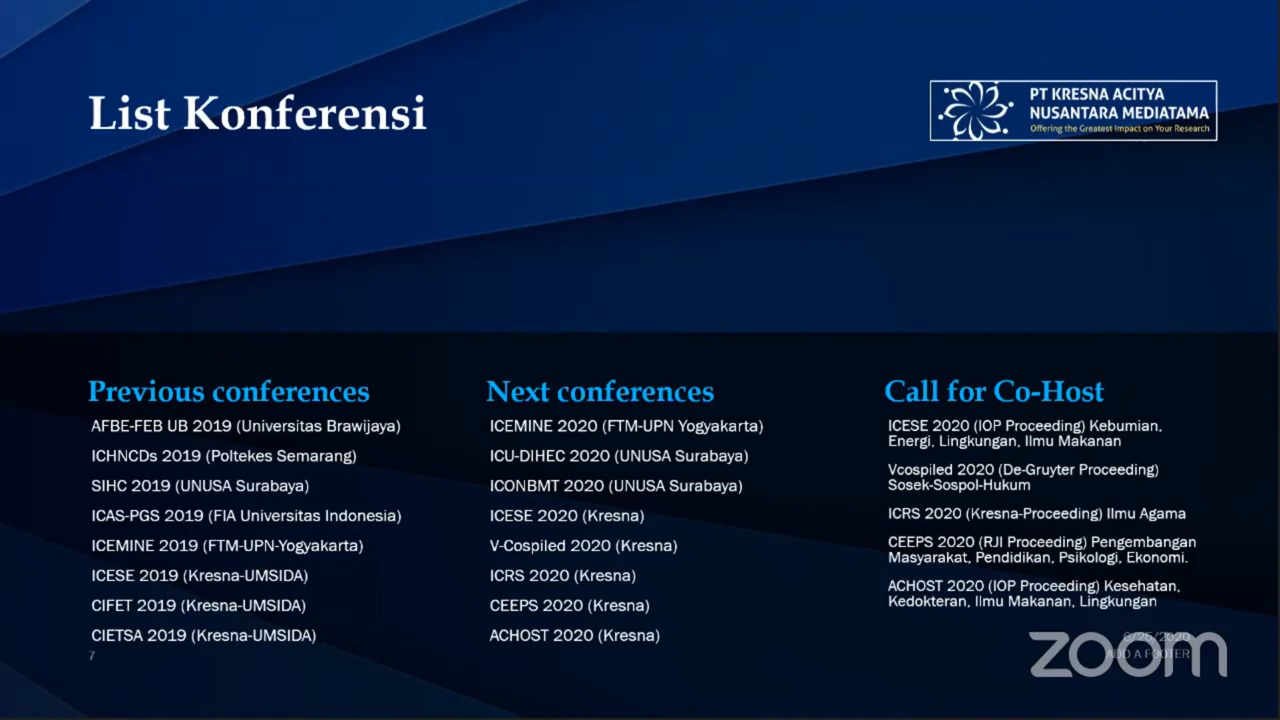 List Konferensi
PT KRESNA ACITYA
NUSANTARA MEDIATAMA
Offering the Greatest Impact on Your Research
Previous conferences
AFBE-FEB UB 2019 (Universitas Brawijaya)
ICHNCDs 2019 (Poltekes Semarang)
SIHC 2019 (UNUSA Surabaya)
ICAS-PGS 2019 (FIA Universitas Indonesia)
ICEMINE 2019 (FTM-UPN-Yogyakarta)
ICESE 2019 (Kresna-UMSIDA)
CIFET 2019 (Kresna-UMSIDA)
CIETSA 2019 (Kresna-UMSIDA)
Next conferences
ICEMINE 2020 (FTM-UPN Yogyakarta)
ICU-DIHEC 2020 (UNUSA Surabaya)
ICONBMT 2020 (UNUSA Surabaya)
ICESE 2020 (Kresna)
V-Cospiled 2020 (Kresna)
ICRS 2020 (Kresna)
CEEPS 2020 (Kresna)
ACHOST 2020 (Kresna)
Call for Co-Host
ICESE 2020 (IOP Proceeding) Kebumian,
Energi, Lingkungan, Ilmu Makanan
Vcospiled 2020 (De-Gruyter Proceeding)
Sosek-Sospol-Hukum
ICRS 2020 (Kresna-Proceeding) Ilmu Agama
CEEPS 2020 (RJI Proceeding) Pengembangan
Masyarakat, Pendidikan, Psikologi, Ekonomi.
ACHOST 2020 (IOP Proceeding) Kesehatan,
Kedokteran, Ilmu Makanan, Lingkungan
7
6/25/2020
ADD A FOOTER
zoom